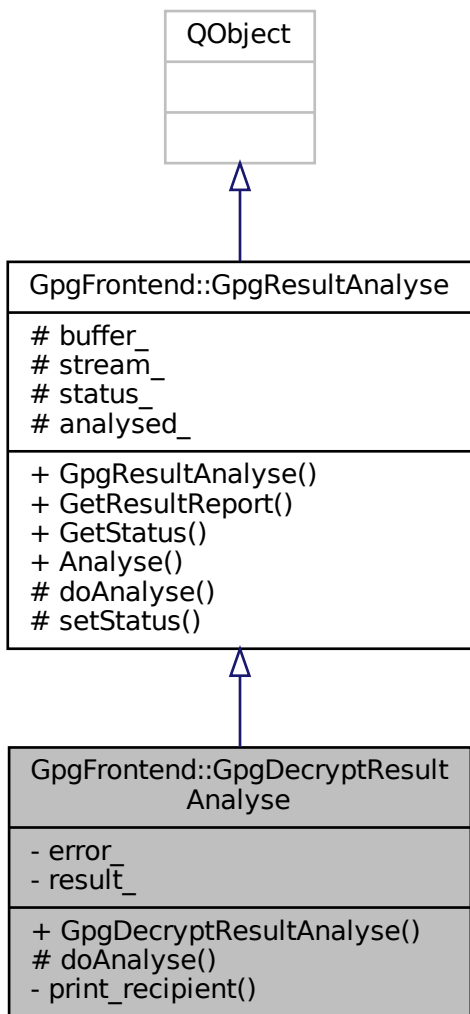 QObject
GpgFrontend::GpgResultAnalyse
# buffer_
# stream_
# status_
# analysed_
+ GpgResultAnalyse()
+ GetResultReport()
+ GetStatus()
+ Analyse()
# doAnalyse()
# setStatus()
GpgFrontend::GpgDecryptResult
Analyse
- error_
- result_
+ GpgDecryptResultAnalyse()
# doAnalyse()
- print_recipient()